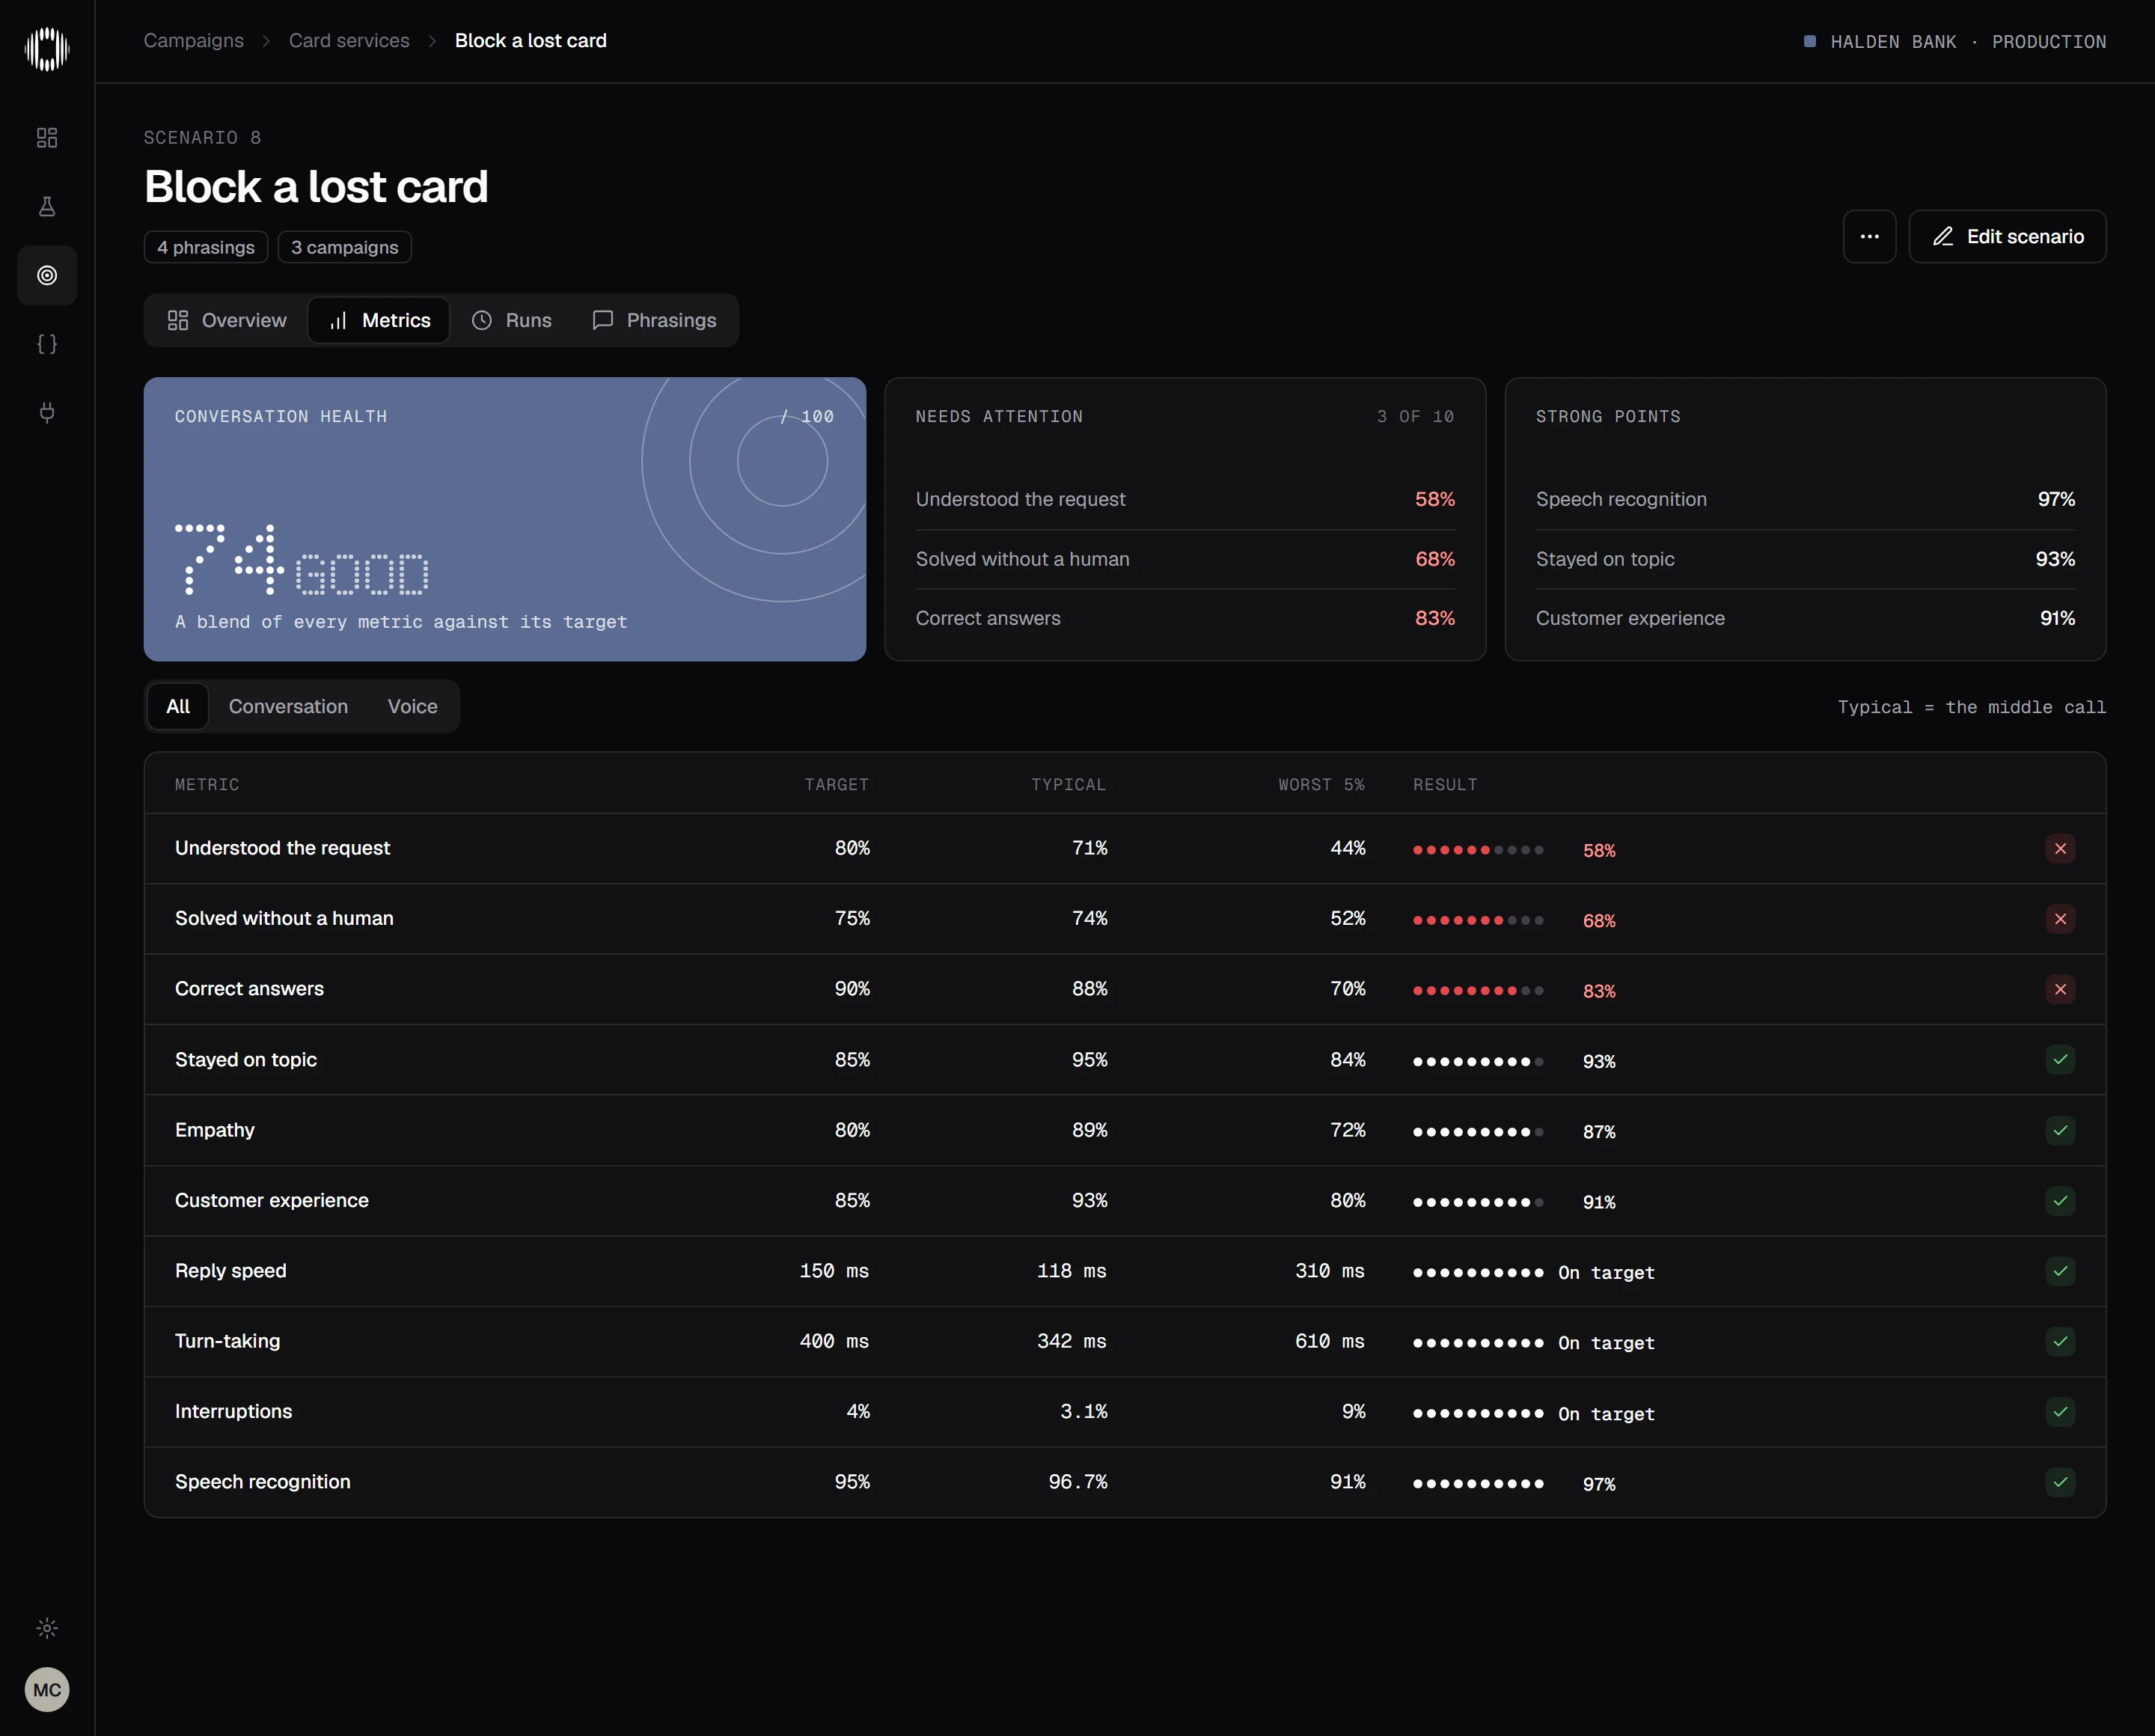 Campaigns > Card services > Block a lost card
HALDEN BANK · PRODUCTION
SCENARIO 8
Block a lost card
4 phrasings 3 campaigns
Edit scenario
Overview Metrics Runs Phrasings
CONVERSATION HEALTH / 100
74 GOOD
A blend of every metric against its target
NEEDS ATTENTION 3 OF 10
Understood the request 58%
Solved without a human 68%
Correct answers 83%
STRONG POINTS
Speech recognition 97%
Stayed on topic 93%
Customer experience 91%
All Conversation Voice
Typical = the middle call
METRIC TARGET TYPICAL WORST 5% RESULT
Understood the request 80% 71% 44% 58%
Solved without a human 75% 74% 52% 68%
Correct answers 90% 88% 70% 83%
Stayed on topic 85% 95% 84% 93%
Empathy 80% 89% 72% 87%
Customer experience 85% 93% 80% 91%
Reply speed 150 ms 118 ms 310 ms On target
Turn-taking 400 ms 342 ms 610 ms On target
Interruptions 4% 3.1% 9% On target
Speech recognition 95% 96.7% 91% 97%
MC